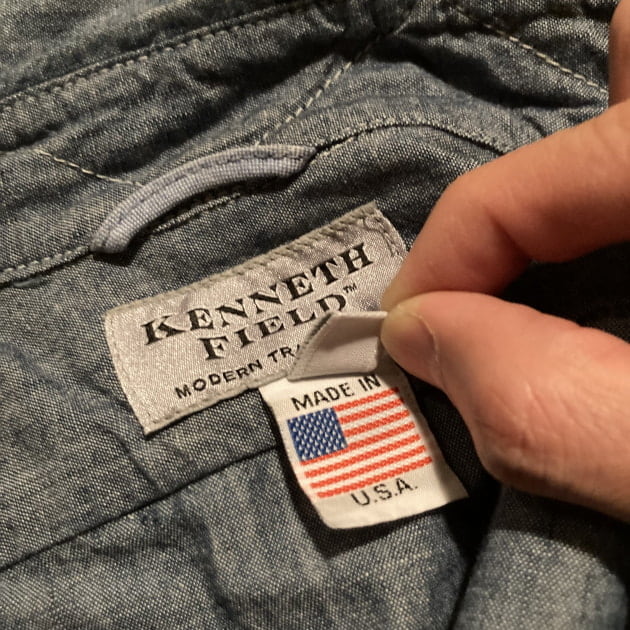 KENNETH
FIELD™
MODERN
MADE IN
U.S.A.